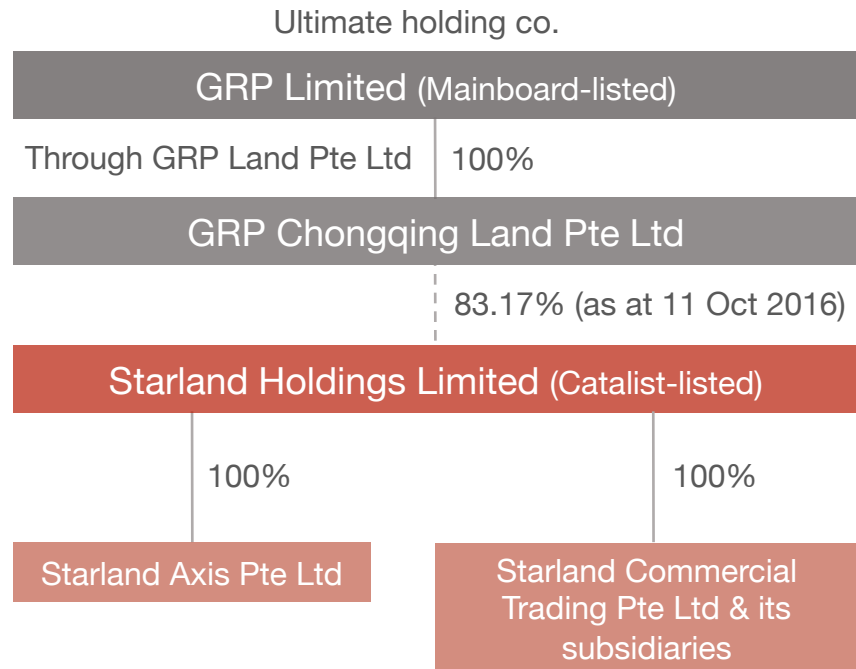 Ultimate holding co.
GRP Limited (Mainboard-listed)
Through GRP Land Pte Ltd 100%
GRP Chongqing Land Pte Ltd
83.17% (as at 11 Oct 2016)
Starland Holdings Limited (Catalist-listed)
100% 100%
Starland Axis Pte Ltd
Starland Commercial
Trading Pte Ltd & its
subsidiaries